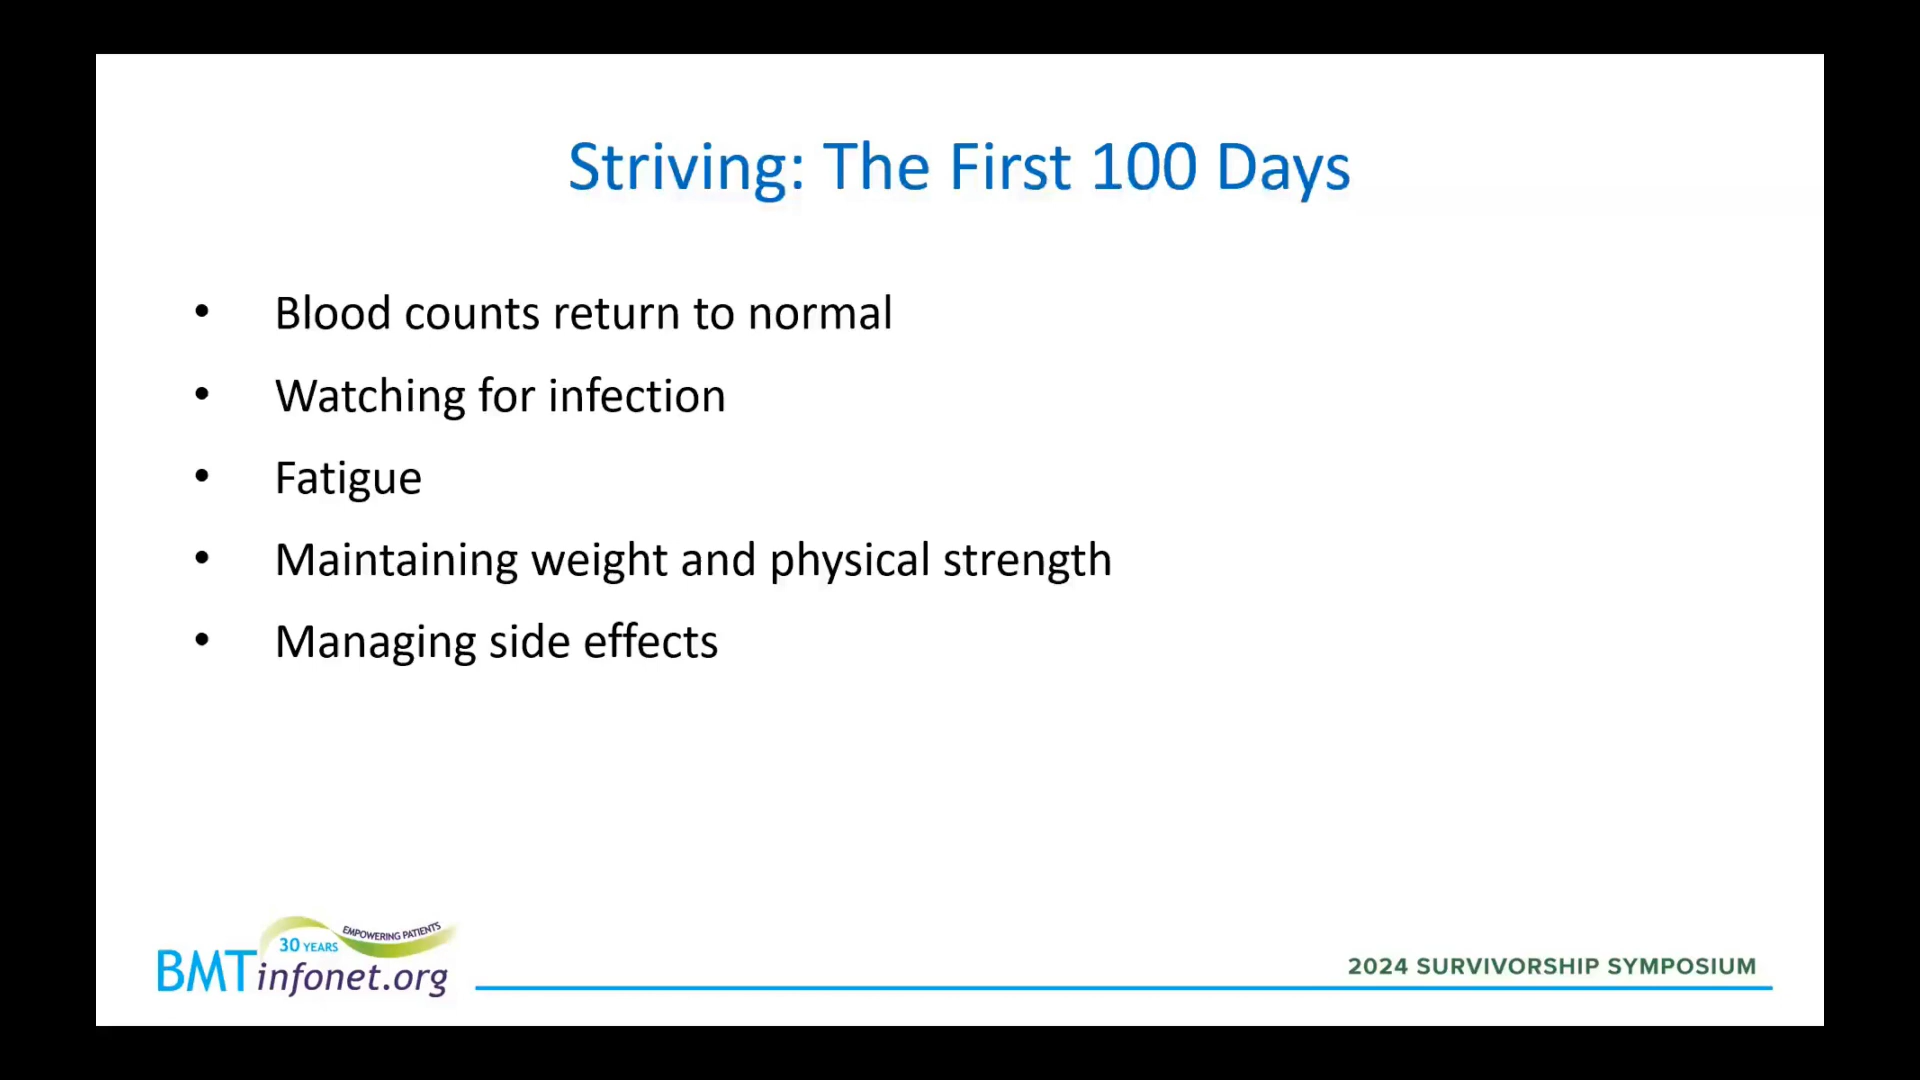 Striving: The First 100 Days
• Blood counts return to normal
• Watching for infection
• Fatigue
• Maintaining weight and physical strength
• Managing side effects
30 YEARS EMPOWERING PATIENTS
BMTinfonet.org
2024 SURVIVORSHIP SYMPOSIUM